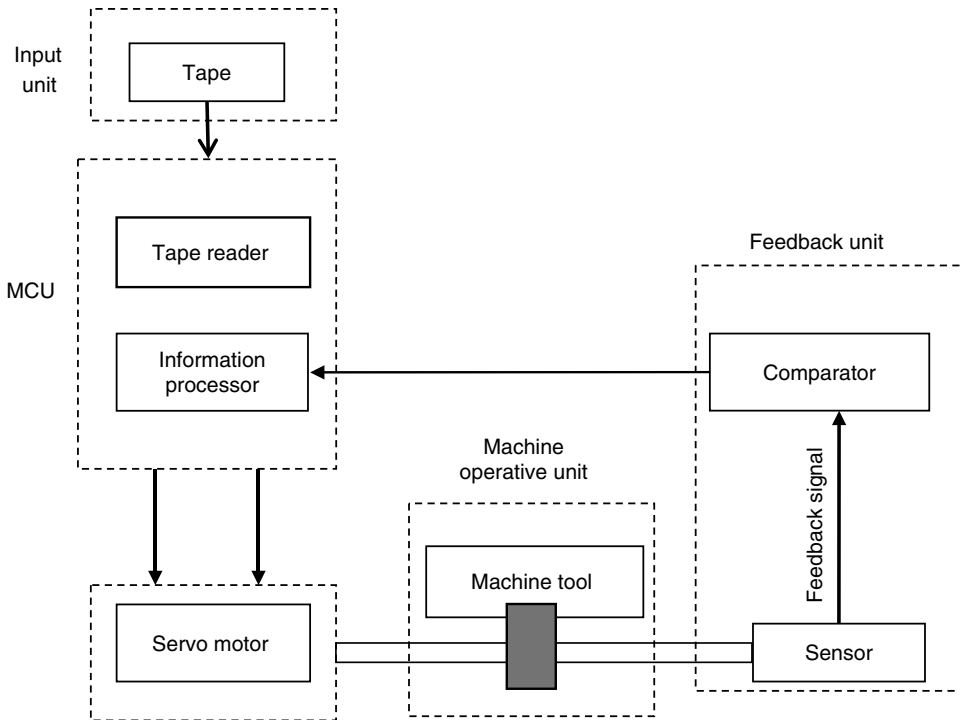 Input
unit
Tape
Tape reader
MCU
Information
processor
Feedback unit
Comparator
Feedback signal
Sensor
Machine
operative unit
Machine tool
Servo motor